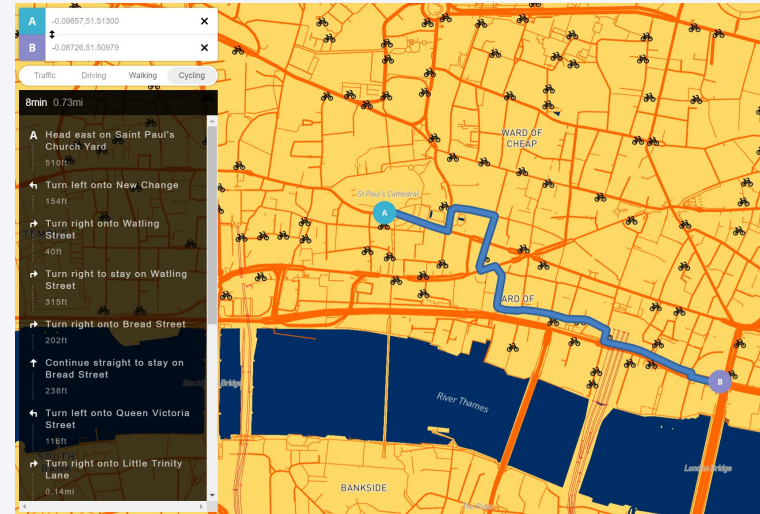 A
-0.09857,51.51300
B
-0.08726,51.50979
Traffic
Driving
Walking
Cycling
8min 0.73mi
A Head east on Saint Paul's
Church Yard
510ft
Turn left onto New Change
154ft
Turn right onto Watling
Street
40ft
Turn right to stay on Watling
Street
315ft
Turn right onto Bread Street
202ft
Continue straight to stay on
Bread Street
238ft
Turn left onto Queen Victoria
Street
116ft
Turn right onto Little Trinity
Lane
0.14mi
WARD OF
CHEAP
St Paul's Cathedral
A
ARD OF
B
Bridge
River Thames
London Bridge
SOUTH
BANKSIDE